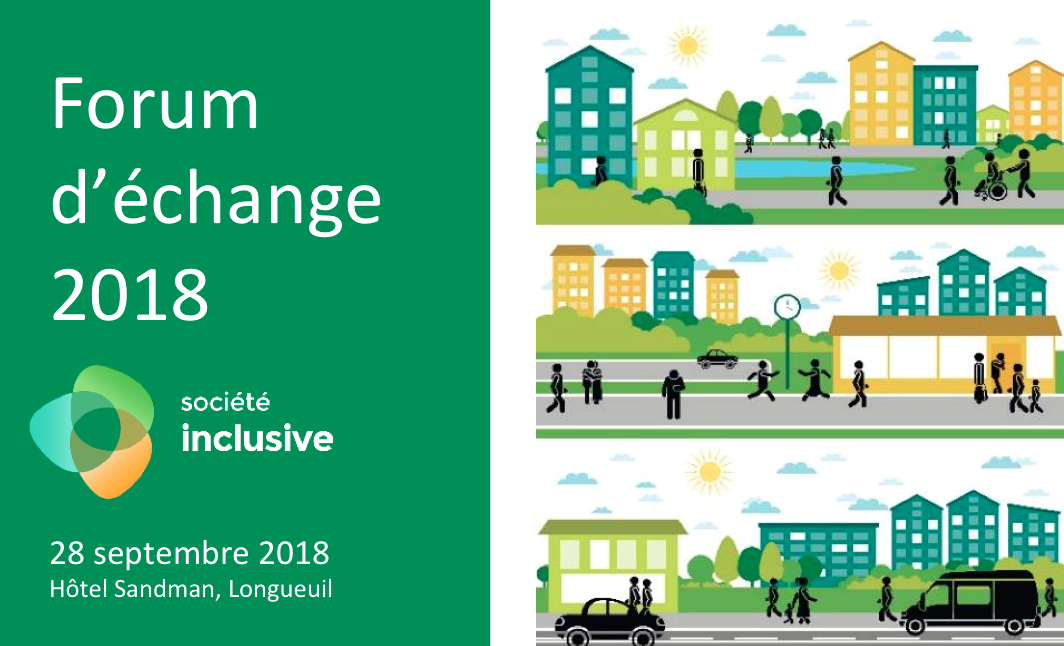 Forum
d’échange
2018
société
inclusive
28 septembre 2018
Hôtel Sandman, Longueuil